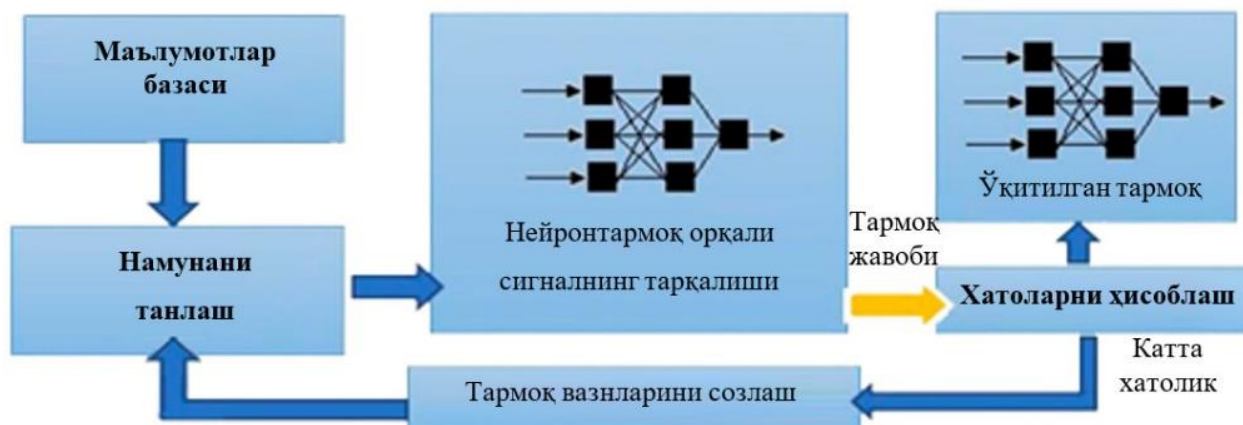 Маълумотлар
базаси
Намунани
танлаш
Нейронтармоқ орқали
сигналнинг тарқалиши
Тармоқ
жавоби
Ўқитилган тармоқ
Хатоларни ҳисоблаш
Катта
хатолик
Тармоқ вазнларини созлаш